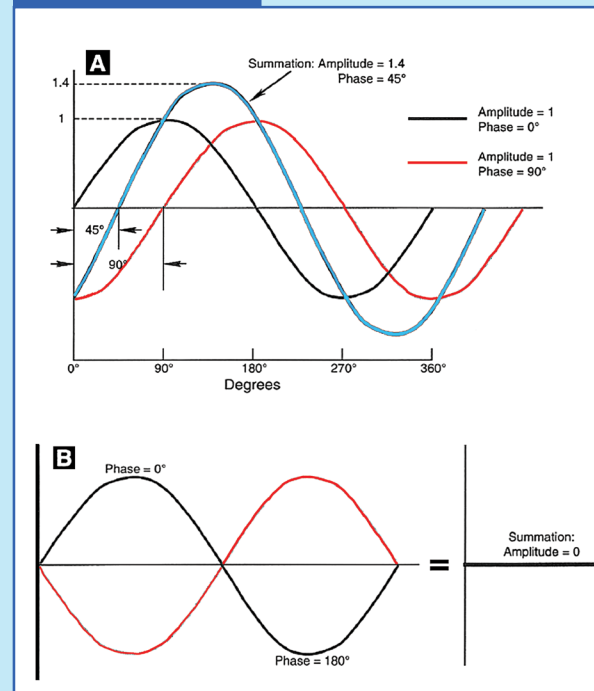 A
Summation: Amplitude = 1.4
Phase = 45°
1.4
1
Amplitude = 1
Phase = 0°
Amplitude = 1
Phase = 90°
45°
90°
0°
90°
180°
270°
360°
Degrees
B
Phase = 0°
=
Summation:
Amplitude = 0
Phase = 180°